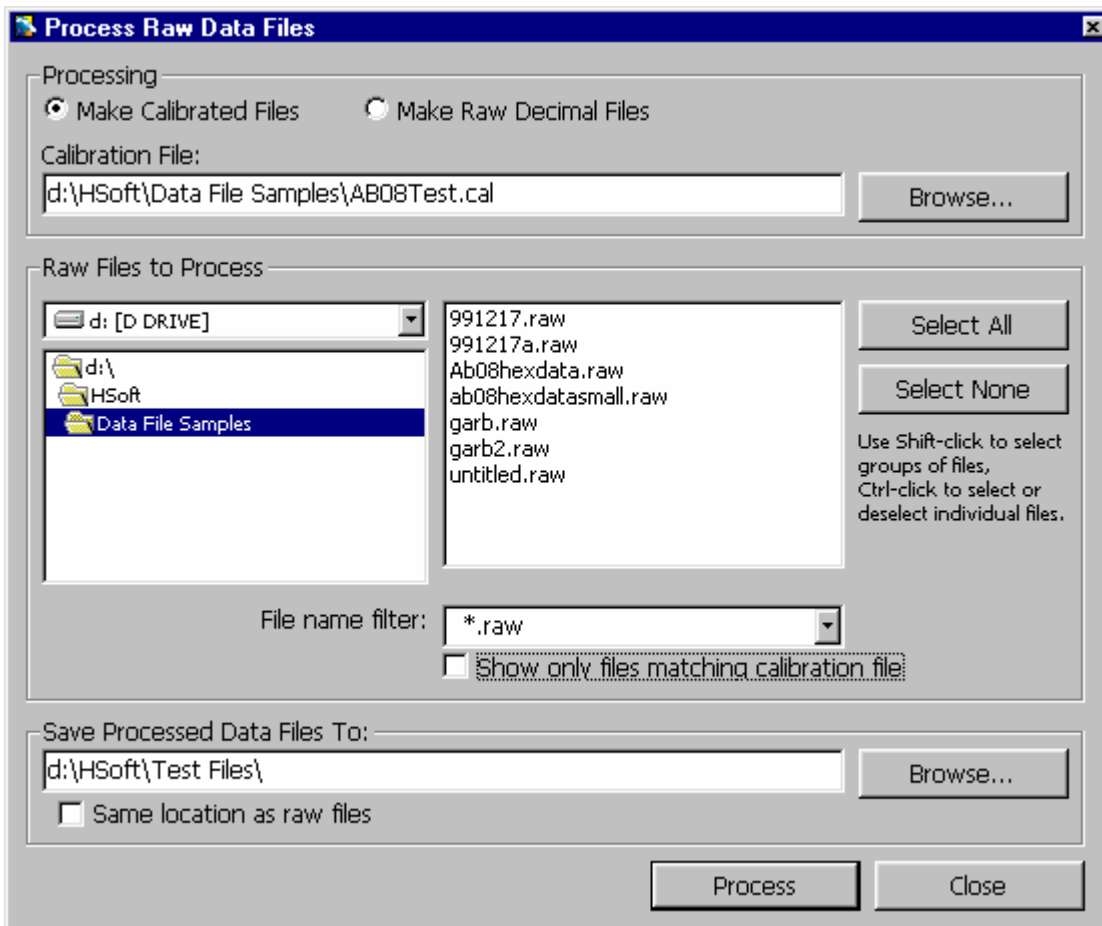 Process Raw Data Files
Processing
Make Calibrated Files
Make Raw Decimal Files
Calibration File:
d:\HSoft\Data File Samples\AB08Test.cal
Browse...
Raw Files to Process
d: [D DRIVE]
d:\
HSoft
Data File Samples
991217.raw
991217a.raw
Ab08hexdata.raw
ab08hexdatasmall.raw
garb.raw
garb2.raw
untitled.raw
Select All
Select None
Use Shift-click to select
groups of files,
Ctrl-click to select or
deselect individual files.
File name filter:
*.raw
Show only files matching calibration file
Save Processed Data Files To:
d:\HSoft\Test Files\
Browse...
Same location as raw files
Process
Close